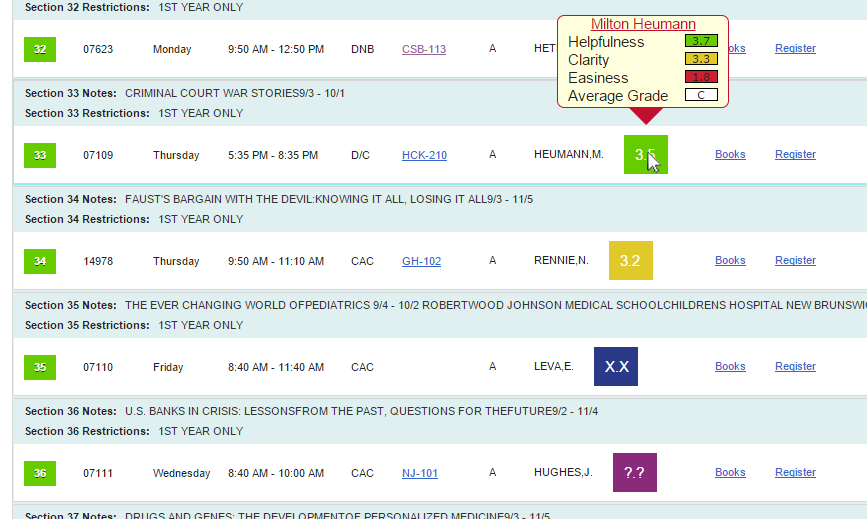 Section 32 Restrictions: 1ST YEAR ONLY
32 07623 Monday 9:50 AM - 12:50 PM DNB CSB-113 A Books Register
Milton Heumann
Helpfulness 3.7
Clarity 3.3
Easiness 1.8
Average Grade C
Section 33 Notes: CRIMINAL COURT WAR STORIES9/3 - 10/1
Section 33 Restrictions: 1ST YEAR ONLY
33 07109 Thursday 5:35 PM - 8:35 PM D/C HCK-210 A HEUMANN,M. Books Register
Section 34 Notes: FAUST'S BARGAIN WITH THE DEVIL:KNOWING IT ALL, LOSING IT ALL9/3 - 11/5
Section 34 Restrictions: 1ST YEAR ONLY
34 14978 Thursday 9:50 AM - 11:10 AM CAC GH-102 A RENNIE,N. 3.2 Books Register
Section 35 Notes: THE EVER CHANGING WORLD OFPEDIATRICS 9/4 - 10/2 ROBERTWOOD JOHNSON MEDICAL SCHOOLCHILDRENS HOSPITAL NEW BRUNSWI
Section 35 Restrictions: 1ST YEAR ONLY
35 07110 Friday 8:40 AM - 11:40 AM CAC A LEVA,E. X.X Books Register
Section 36 Notes: U.S. BANKS IN CRISIS: LESSONSFROM THE PAST, QUESTIONS FOR THEFUTURE9/2 - 11/4
Section 36 Restrictions: 1ST YEAR ONLY
36 07111 Wednesday 8:40 AM - 10:00 AM CAC NJ-101 A HUGHES,J. ?.? Books Register
Section 37 Notes: DRUGS AND GENES: THE DEVELOPMENTOF PERSONALIZED MEDICINE9/3 - 11/5